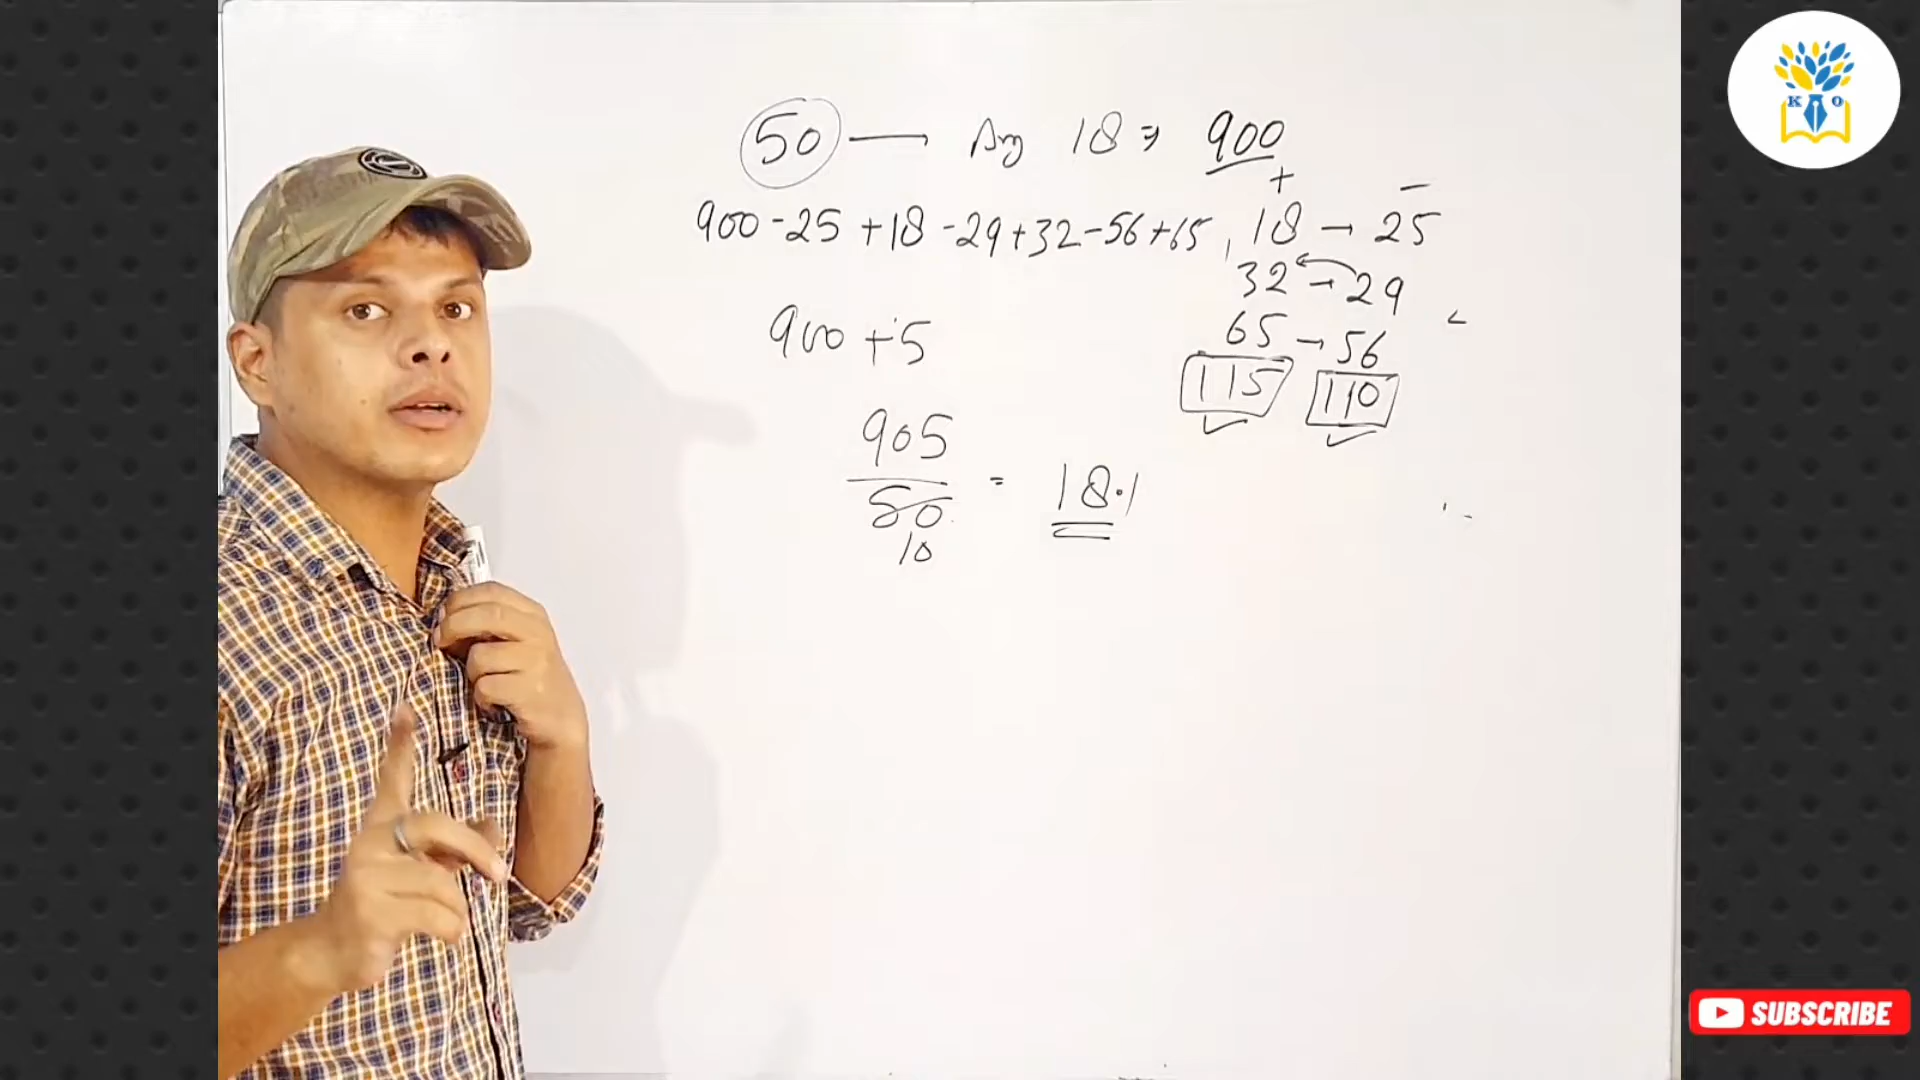 50 — Avg 18 ⇒ 900
+ −
900 - 25 + 18 - 29 + 32 - 56 + 65 , 18 → 25
32 → 29
65 → 56
900 + 5
115 110
905
50 = 18.1
10
K O
SUBSCRIBE